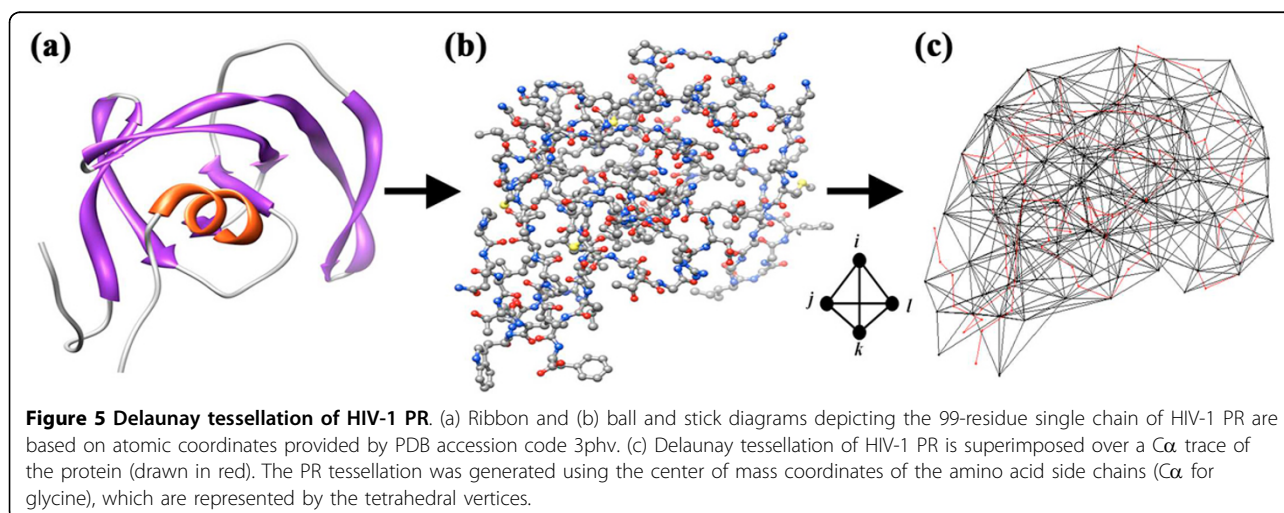 (a)
(b)
(c)
i
j
l
k
Figure 5 Delaunay tessellation of HIV-1 PR. (a) Ribbon and (b) ball and stick diagrams depicting the 99-residue single chain of HIV-1 PR are
based on atomic coordinates provided by PDB accession code 3phv. (c) Delaunay tessellation of HIV-1 PR is superimposed over a Cα trace of
the protein (drawn in red). The PR tessellation was generated using the center of mass coordinates of the amino acid side chains (Cα for
glycine), which are represented by the tetrahedral vertices.